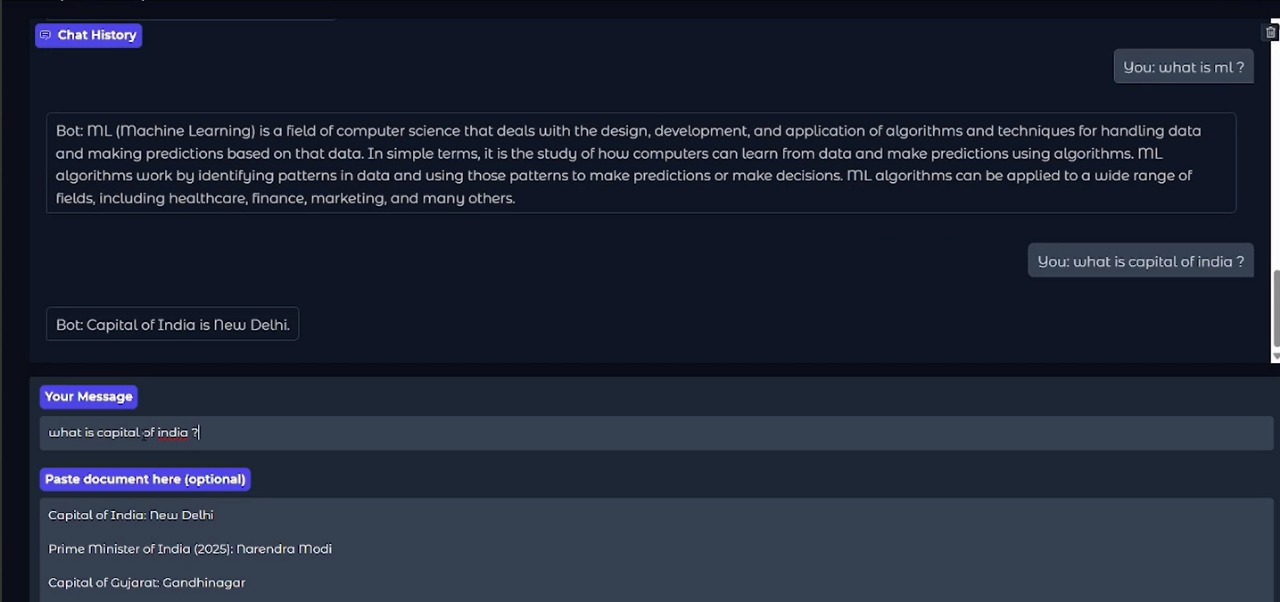 Chat History
You: what is ml ?
Bot: ML (Machine Learning) is a field of computer science that deals with the design, development, and application of algorithms and techniques for handling data
and making predictions based on that data. In simple terms, it is the study of how computers can learn from data and make predictions using algorithms. ML
algorithms work by identifying patterns in data and using those patterns to make predictions or make decisions. ML algorithms can be applied to a wide range of
fields, including healthcare, finance, marketing, and many others.
You: what is capital of india ?
Bot: Capital of India is New Delhi.
Your Message
what is capital of india ?
Paste document here (optional)
Capital of India: New Delhi
Prime Minister of India (2025): Narendra Modi
Capital of Gujarat: Gandhinagar